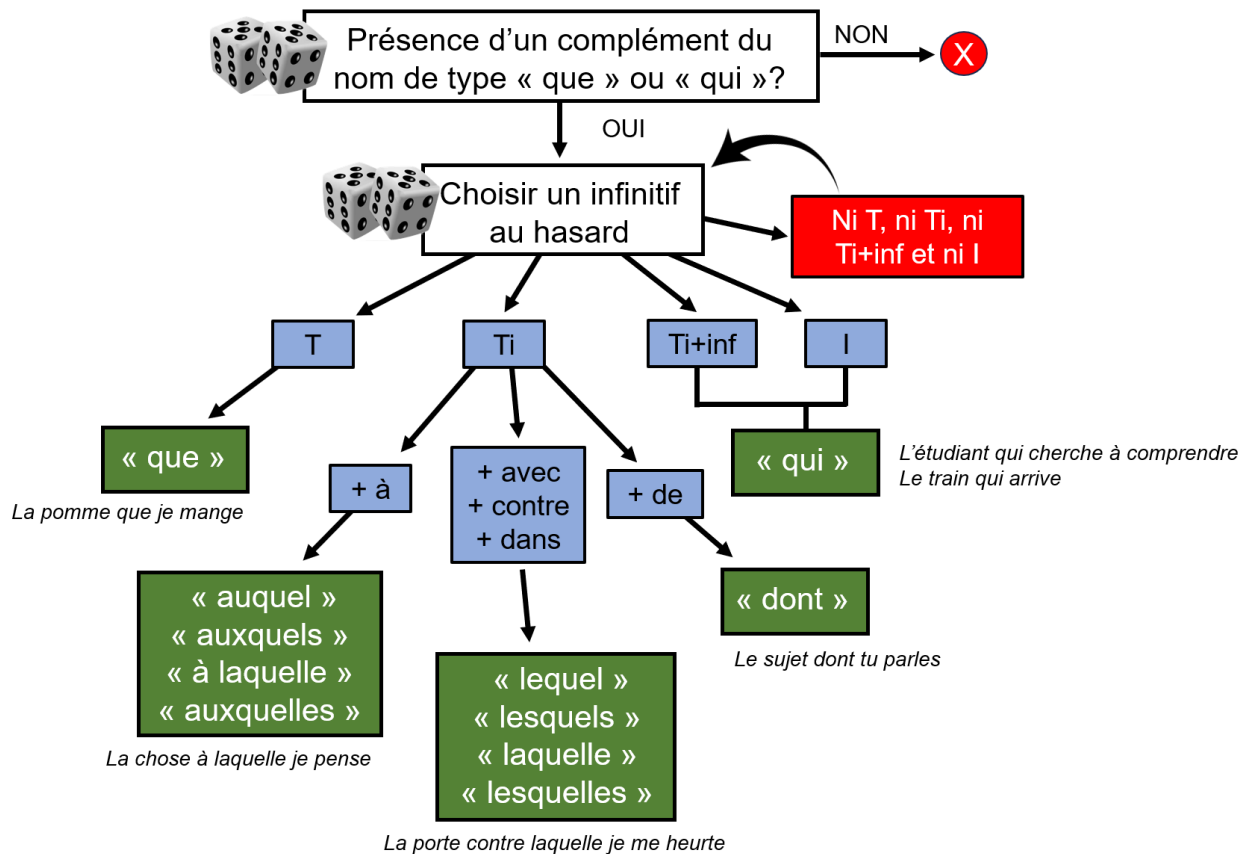 Présence d’un complément du
nom de type « que » ou « qui »?
NON
X
OUI
Choisir un infinitif
au hasard
Ni T, ni Ti, ni
Ti+inf et ni I
T
Ti
Ti+inf
I
« que »
La pomme que je mange
+ à
+ avec
+ contre
+ dans
+ de
« qui »
L’étudiant qui cherche à comprendre
Le train qui arrive
« auquel »
« auxquels »
« à laquelle »
« auxquelles »
La chose à laquelle je pense
« lequel »
« lesquels »
« laquelle »
« lesquelles »
La porte contre laquelle je me heurte
« dont »
Le sujet dont tu parles